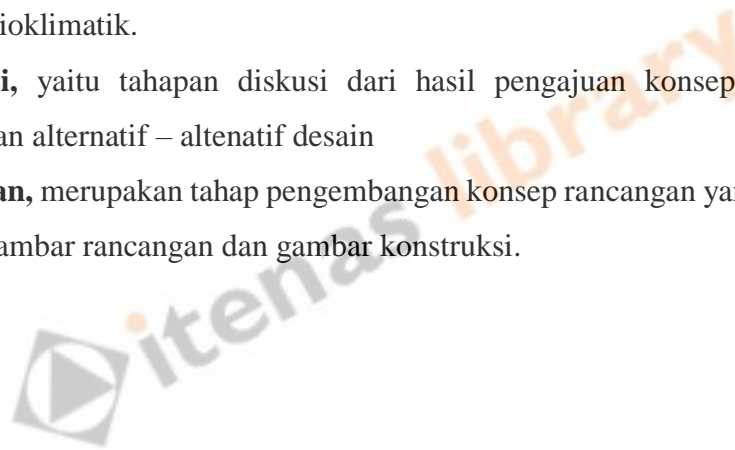 ioklimatik.
i, yaitu tahapan diskusi dari hasil pengajuan konsep
an alternatif – altenatif desain
an, merupakan tahap pengembangan konsep rancangan yan
ambar rancangan dan gambar konstruksi.
itenas library